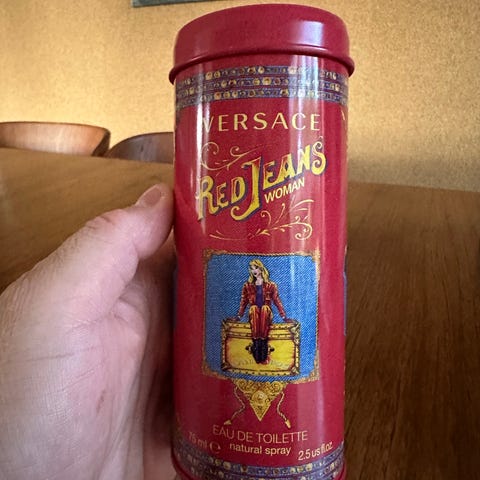 VERSACE
RED JEANS
WOMAN
EAU DE TOILETTE
75 ml ℮ natural spray 2.5 us fl.oz.